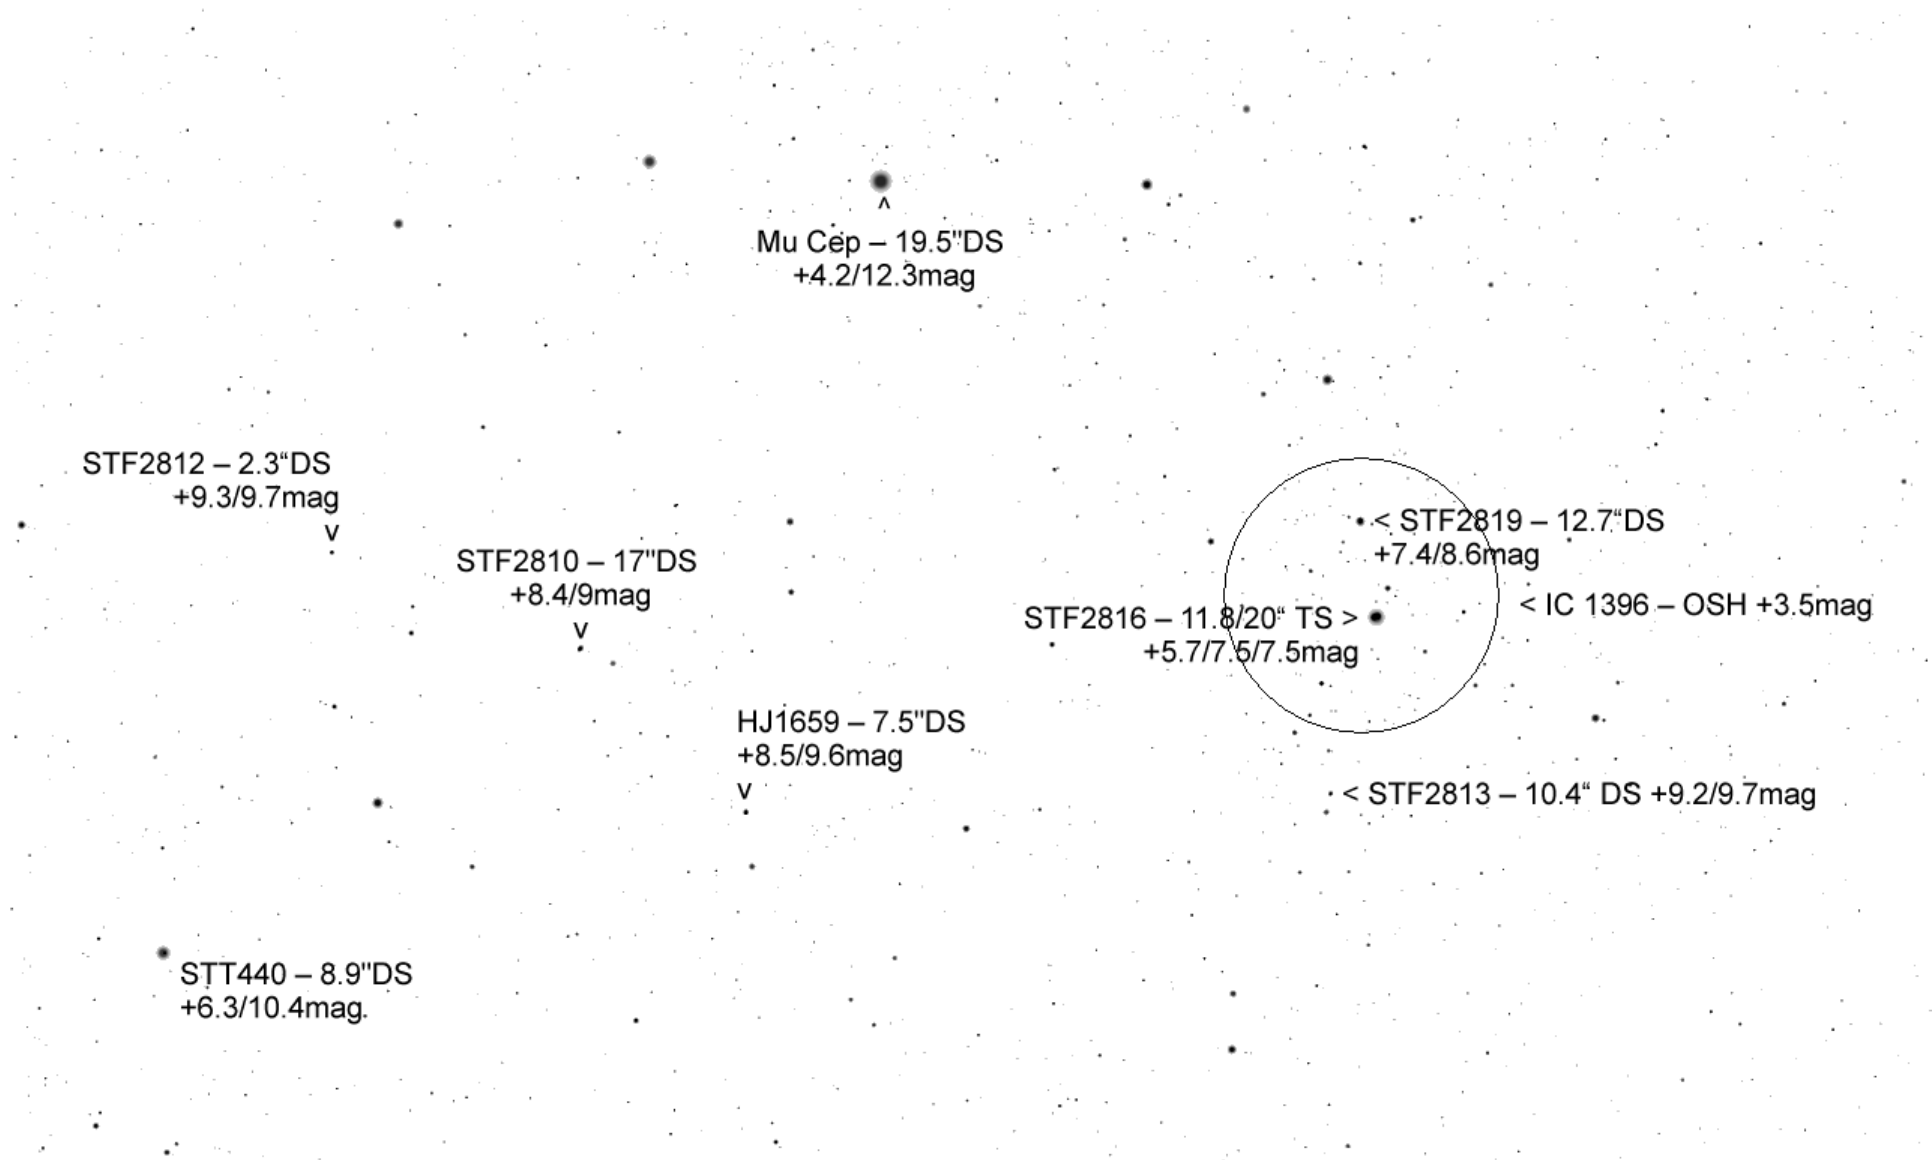 ^
Mu Cep – 19.5"DS
+4.2/12.3mag
STF2812 – 2.3“DS
+9.3/9.7mag
v
STF2810 – 17"DS
+8.4/9mag
v
< STF2819 – 12.7“DS
+7.4/8.6mag
< IC 1396 – OSH +3.5mag
STF2816 – 11.8/20“ TS >
+5.7/7.5/7.5mag
HJ1659 – 7.5"DS
+8.5/9.6mag
v
< STF2813 – 10.4“ DS +9.2/9.7mag
STT440 – 8.9"DS
+6.3/10.4mag.